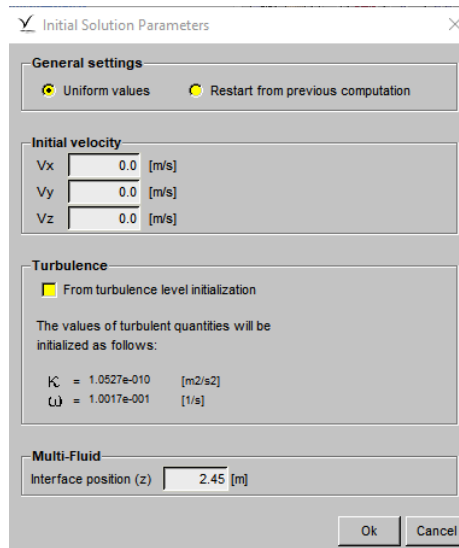 Initial Solution Parameters
General settings
Uniform values Restart from previous computation
Initial velocity
Vx 0.0 [m/s]
Vy 0.0 [m/s]
Vz 0.0 [m/s]
Turbulence
From turbulence level initialization
The values of turbulent quantities will be
initialized as follows:
K = 1.0527e-010 [m2/s2]
ω = 1.0017e-001 [1/s]
Multi-Fluid
Interface position (z) 2.45 [m]
Ok Cancel